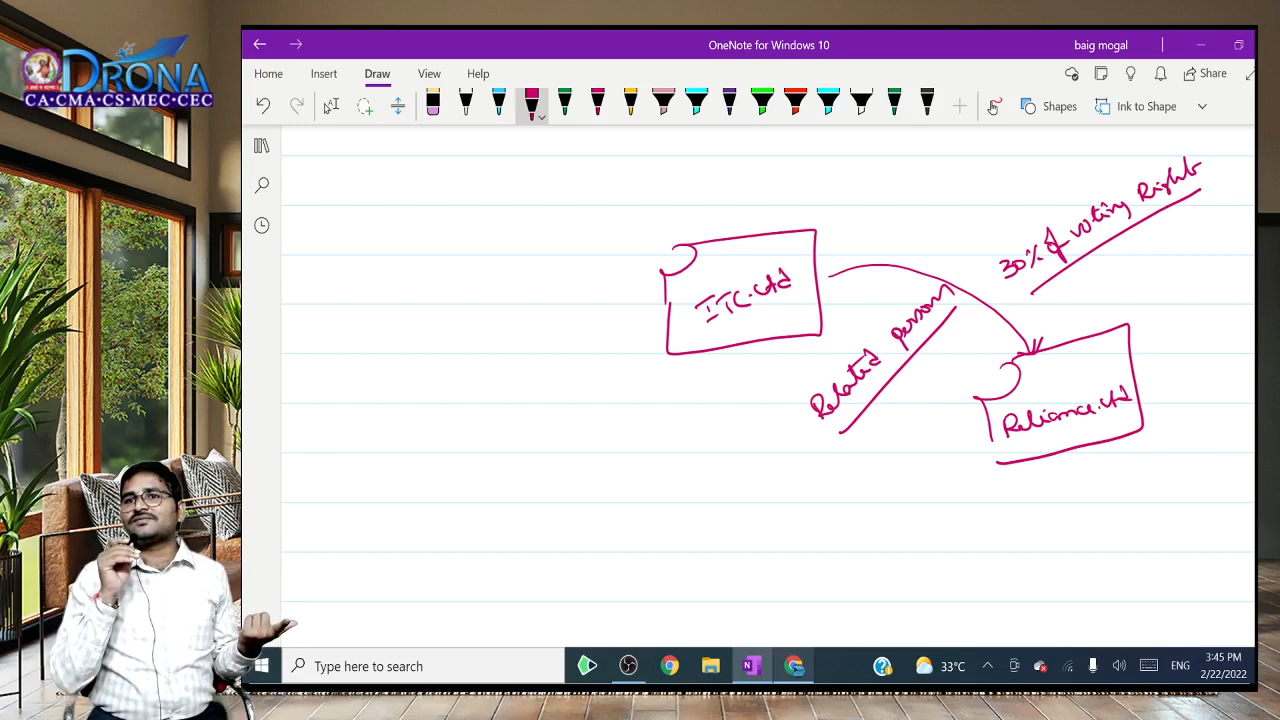 DRONA
CA•CMA•CS•MEC•CEC
OneNote for Windows 10
baig mogal
Home Insert Draw View Help
Share
Shapes
Ink to Shape
30% of voting Rights
ITC.Ltd
Related person
Reliance.Ltd
Type here to search
33°C
ENG
3:45 PM
2/22/2022